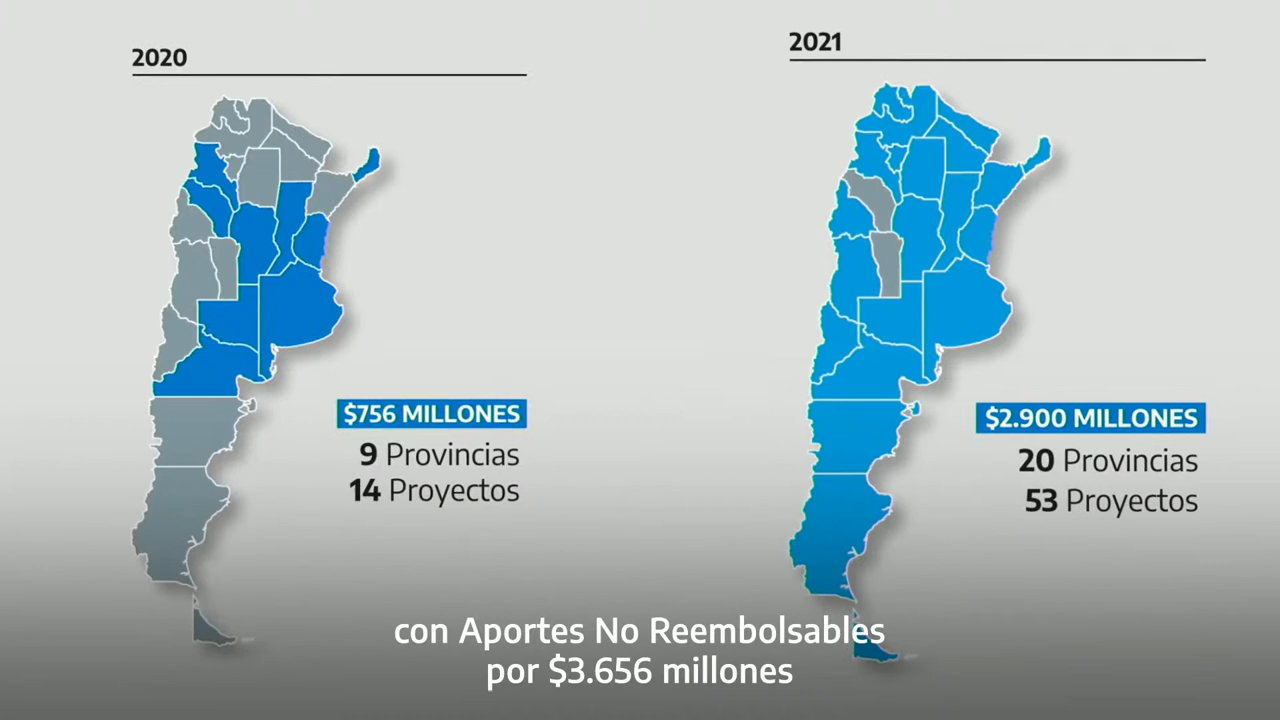 2020
$756 MILLONES
9 Provincias
14 Proyectos
2021
$2.900 MILLONES
20 Provincias
53 Proyectos
con Aportes No Reembolsables
por $3.656 millones